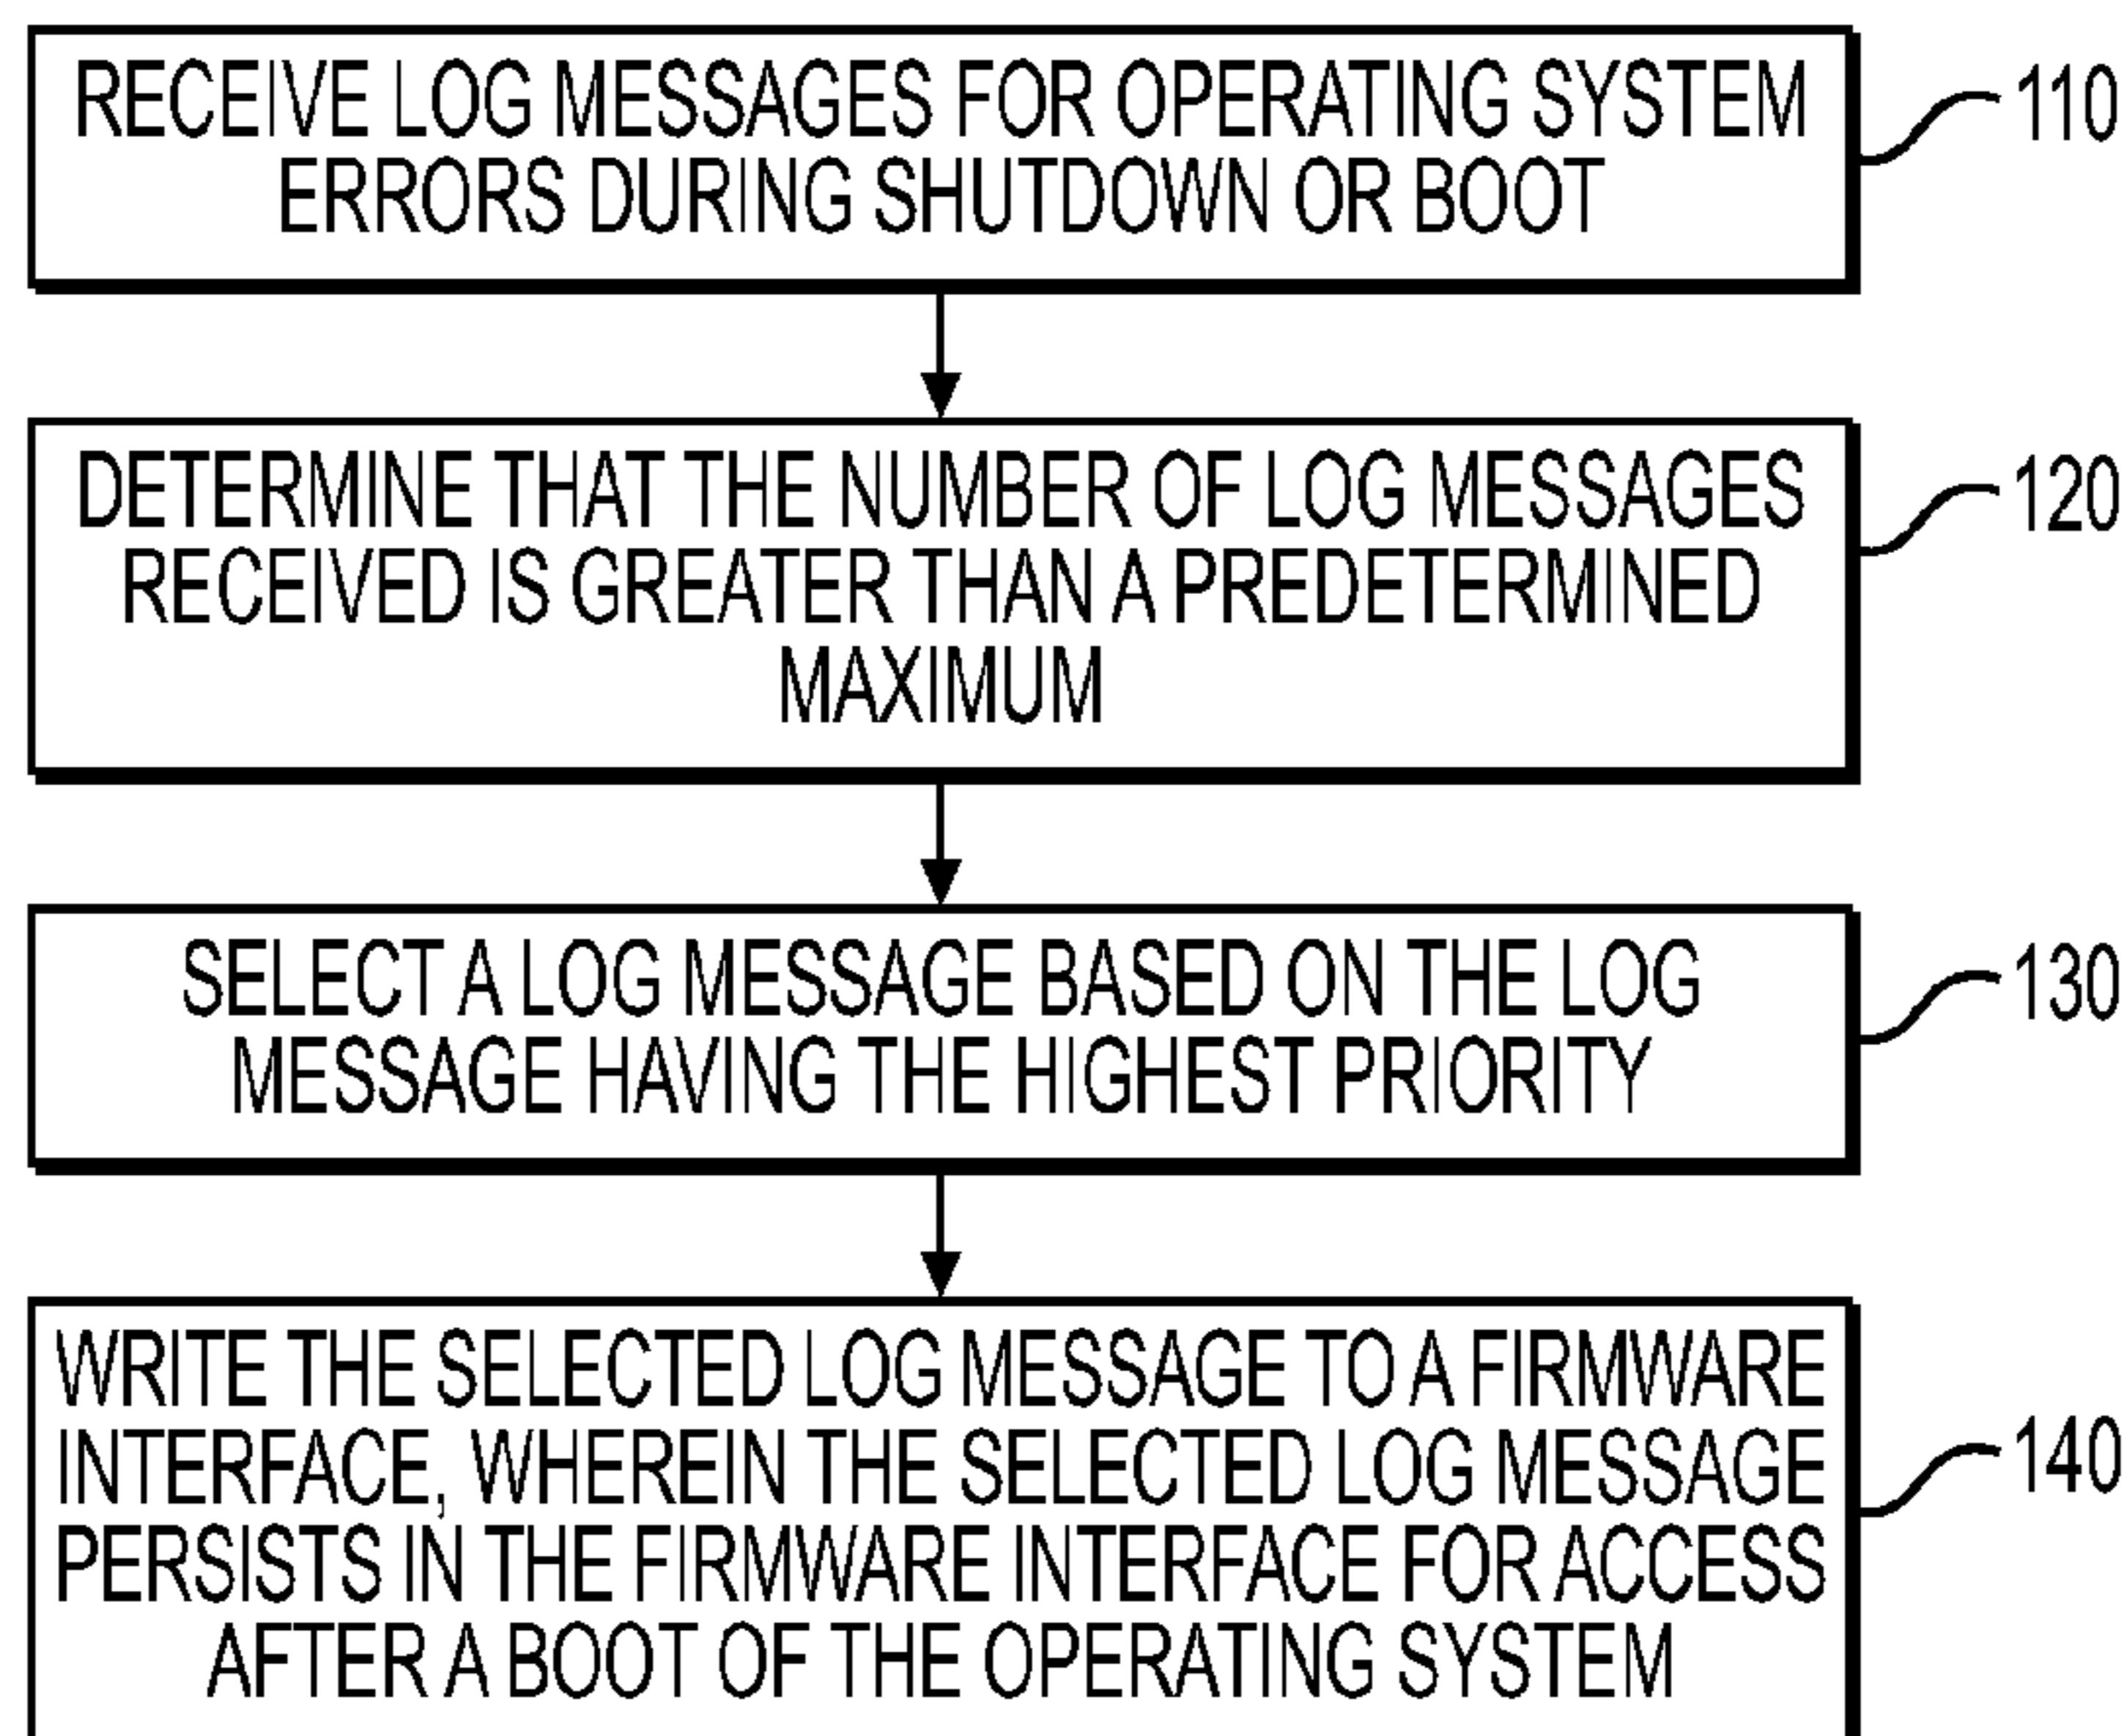 RECEIVE LOG MESSAGES FOR OPERATING SYSTEM
ERRORS DURING SHUTDOWN OR BOOT
110
DETERMINE THAT THE NUMBER OF LOG MESSAGES
RECEIVED IS GREATER THAN A PREDETERMINED
MAXIMUM
120
SELECT A LOG MESSAGE BASED ON THE LOG
MESSAGE HAVING THE HIGHEST PRIORITY
130
WRITE THE SELECTED LOG MESSAGE TO A FIRMWARE
INTERFACE, WHEREIN THE SELECTED LOG MESSAGE
PERSISTS IN THE FIRMWARE INTERFACE FOR ACCESS
AFTER A BOOT OF THE OPERATING SYSTEM
140